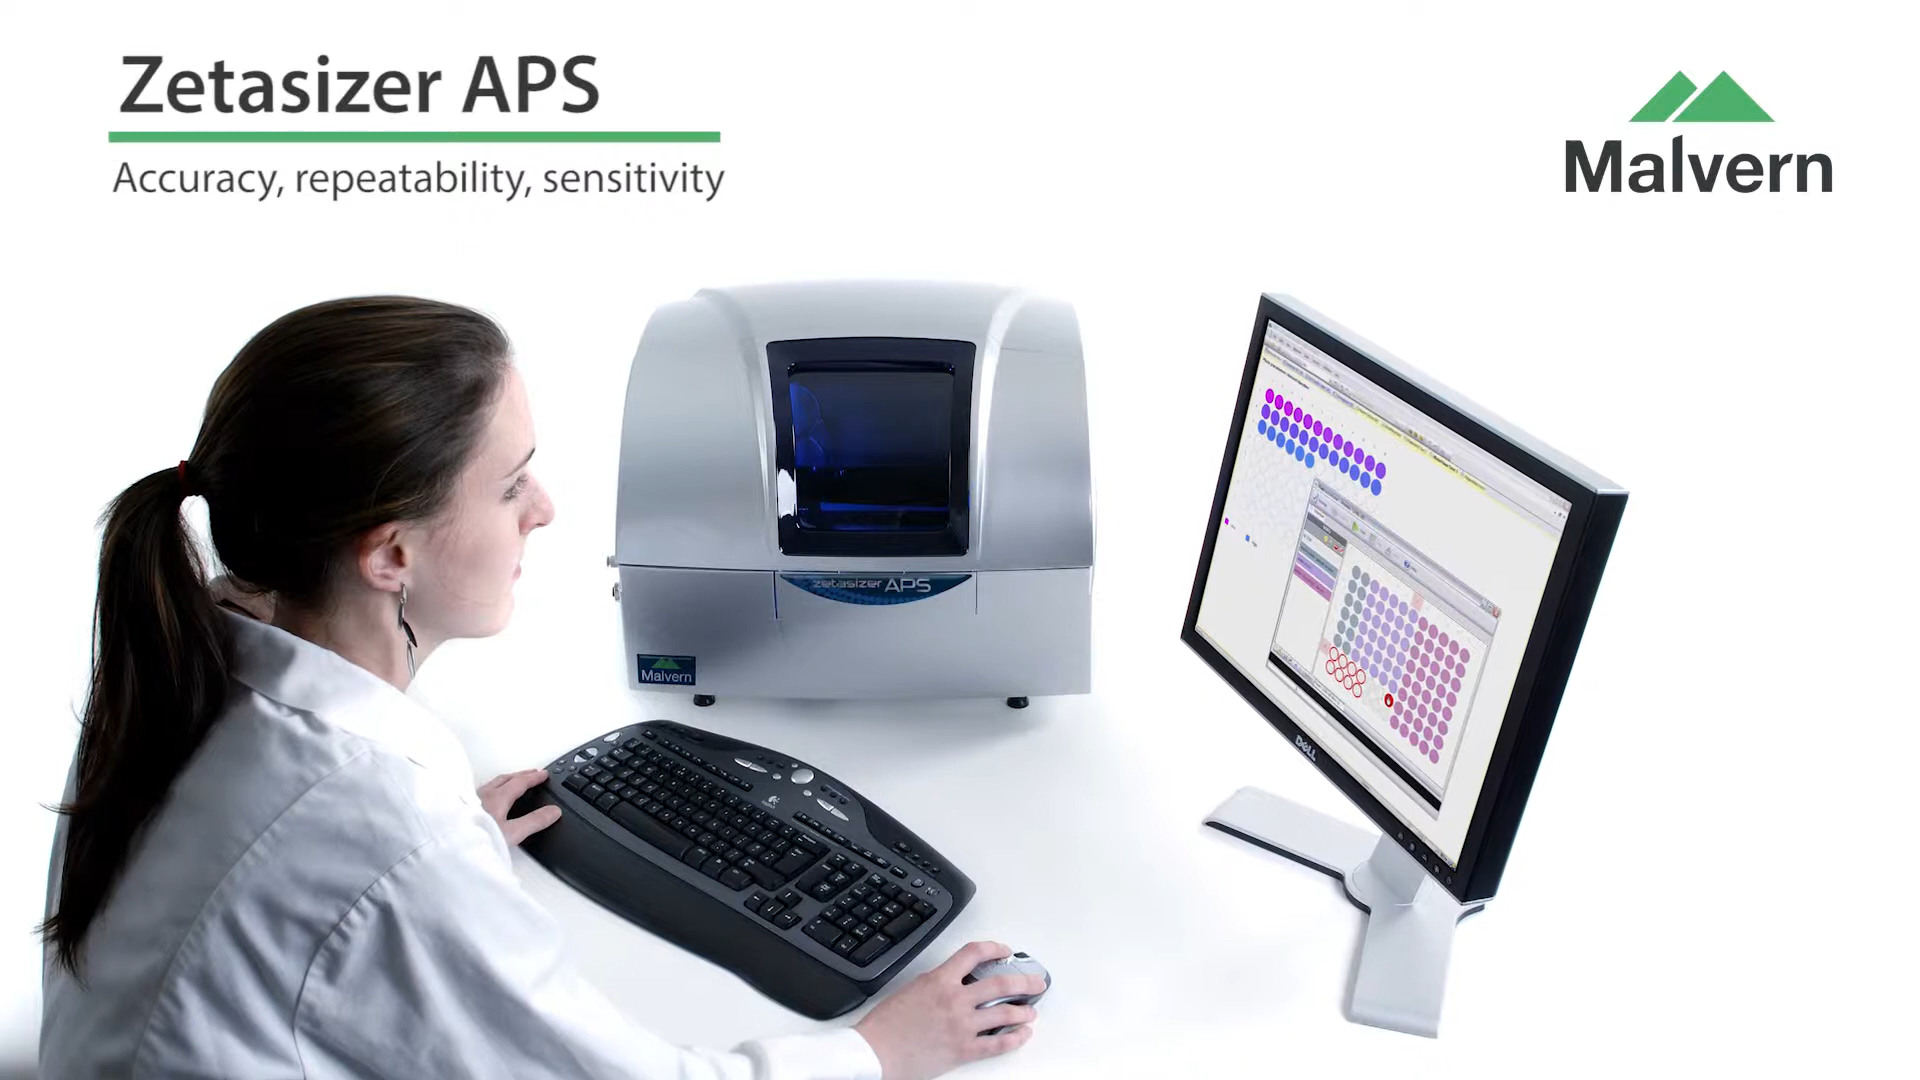 Zetasizer APS
Accuracy, repeatability, sensitivity
Malvern
zetasizer APS
Malvern
DELL